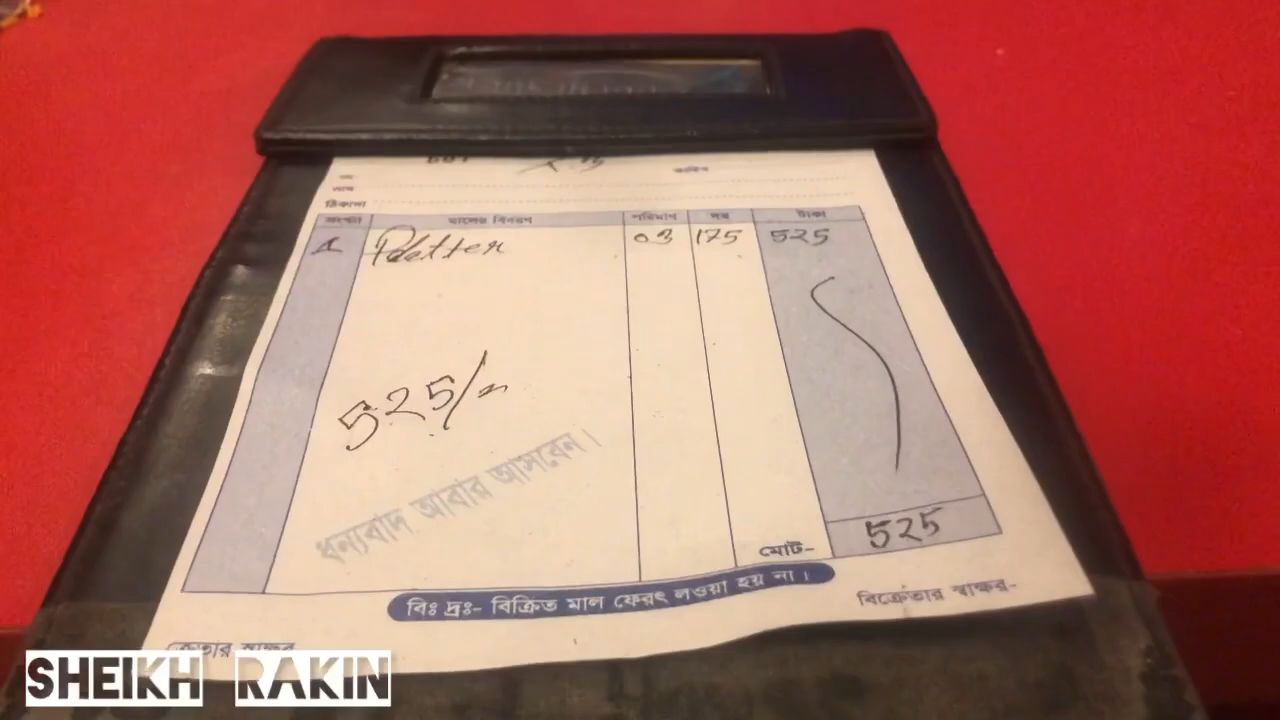 নাম
ঠিকানা
সংখ্যা মালের বিবরণ পরিমাণ দর টাকা
1 Platter 03 175 525
525/=
ধন্যবাদ আবার আসবেন।
মোট- 525
বিঃ দ্রঃ- বিক্রিত মাল ফেরৎ লওয়া হয় না।
ক্রেতার স্বাক্ষর বিক্রেতার স্বাক্ষর-
SHEIKH RAKIN